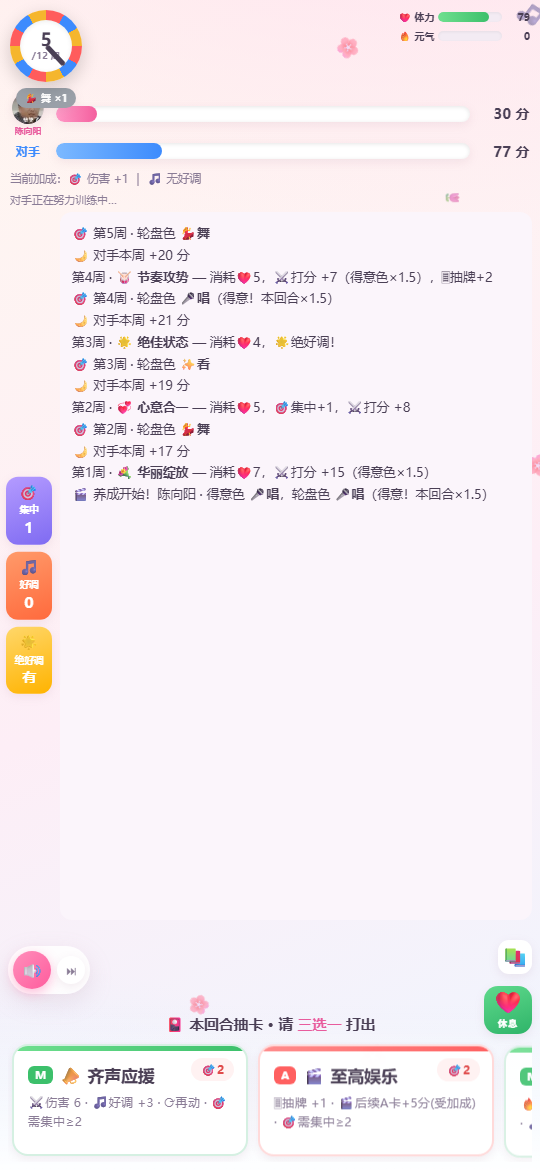 5
/12
舞 ×1
体力 79
元气 0
陈向阳
30 分
对手
77 分
当前加成： 伤害 +1 | 无好调
对手正在努力训练中...
第5周 · 轮盘色 舞
对手本周 +20 分
第4周 · 节奏攻势 — 消耗 5， 打分 +7（得意色×1.5），抽牌+2
第4周 · 轮盘色 唱（得意！本回合×1.5）
对手本周 +21 分
第3周 · 绝佳状态 — 消耗 4， 绝好调！
第3周 · 轮盘色
对手本周 +19 分
第2周 · 心意合一 — 消耗 5， 集中+1， 打分 +8
第2周 · 轮盘色 舞
对手本周 +17 分
第1周 · 华丽绽放 — 消耗 7， 打分 +15（得意色×1.5）
养成开始！陈向阳 · 得意色 唱，轮盘色 唱（得意！本回合×1.5）
集中
1
好调
0
绝好调
有
休息
本回合抽卡 • 请 三选一 打出
M 齐声应援 2
伤害 6 · 好调 +3 · 再动 ·
需集中≥2
A 至高娱乐 2
抽牌 +1 · 后续A卡+5分(受加成)
· 需集中≥2